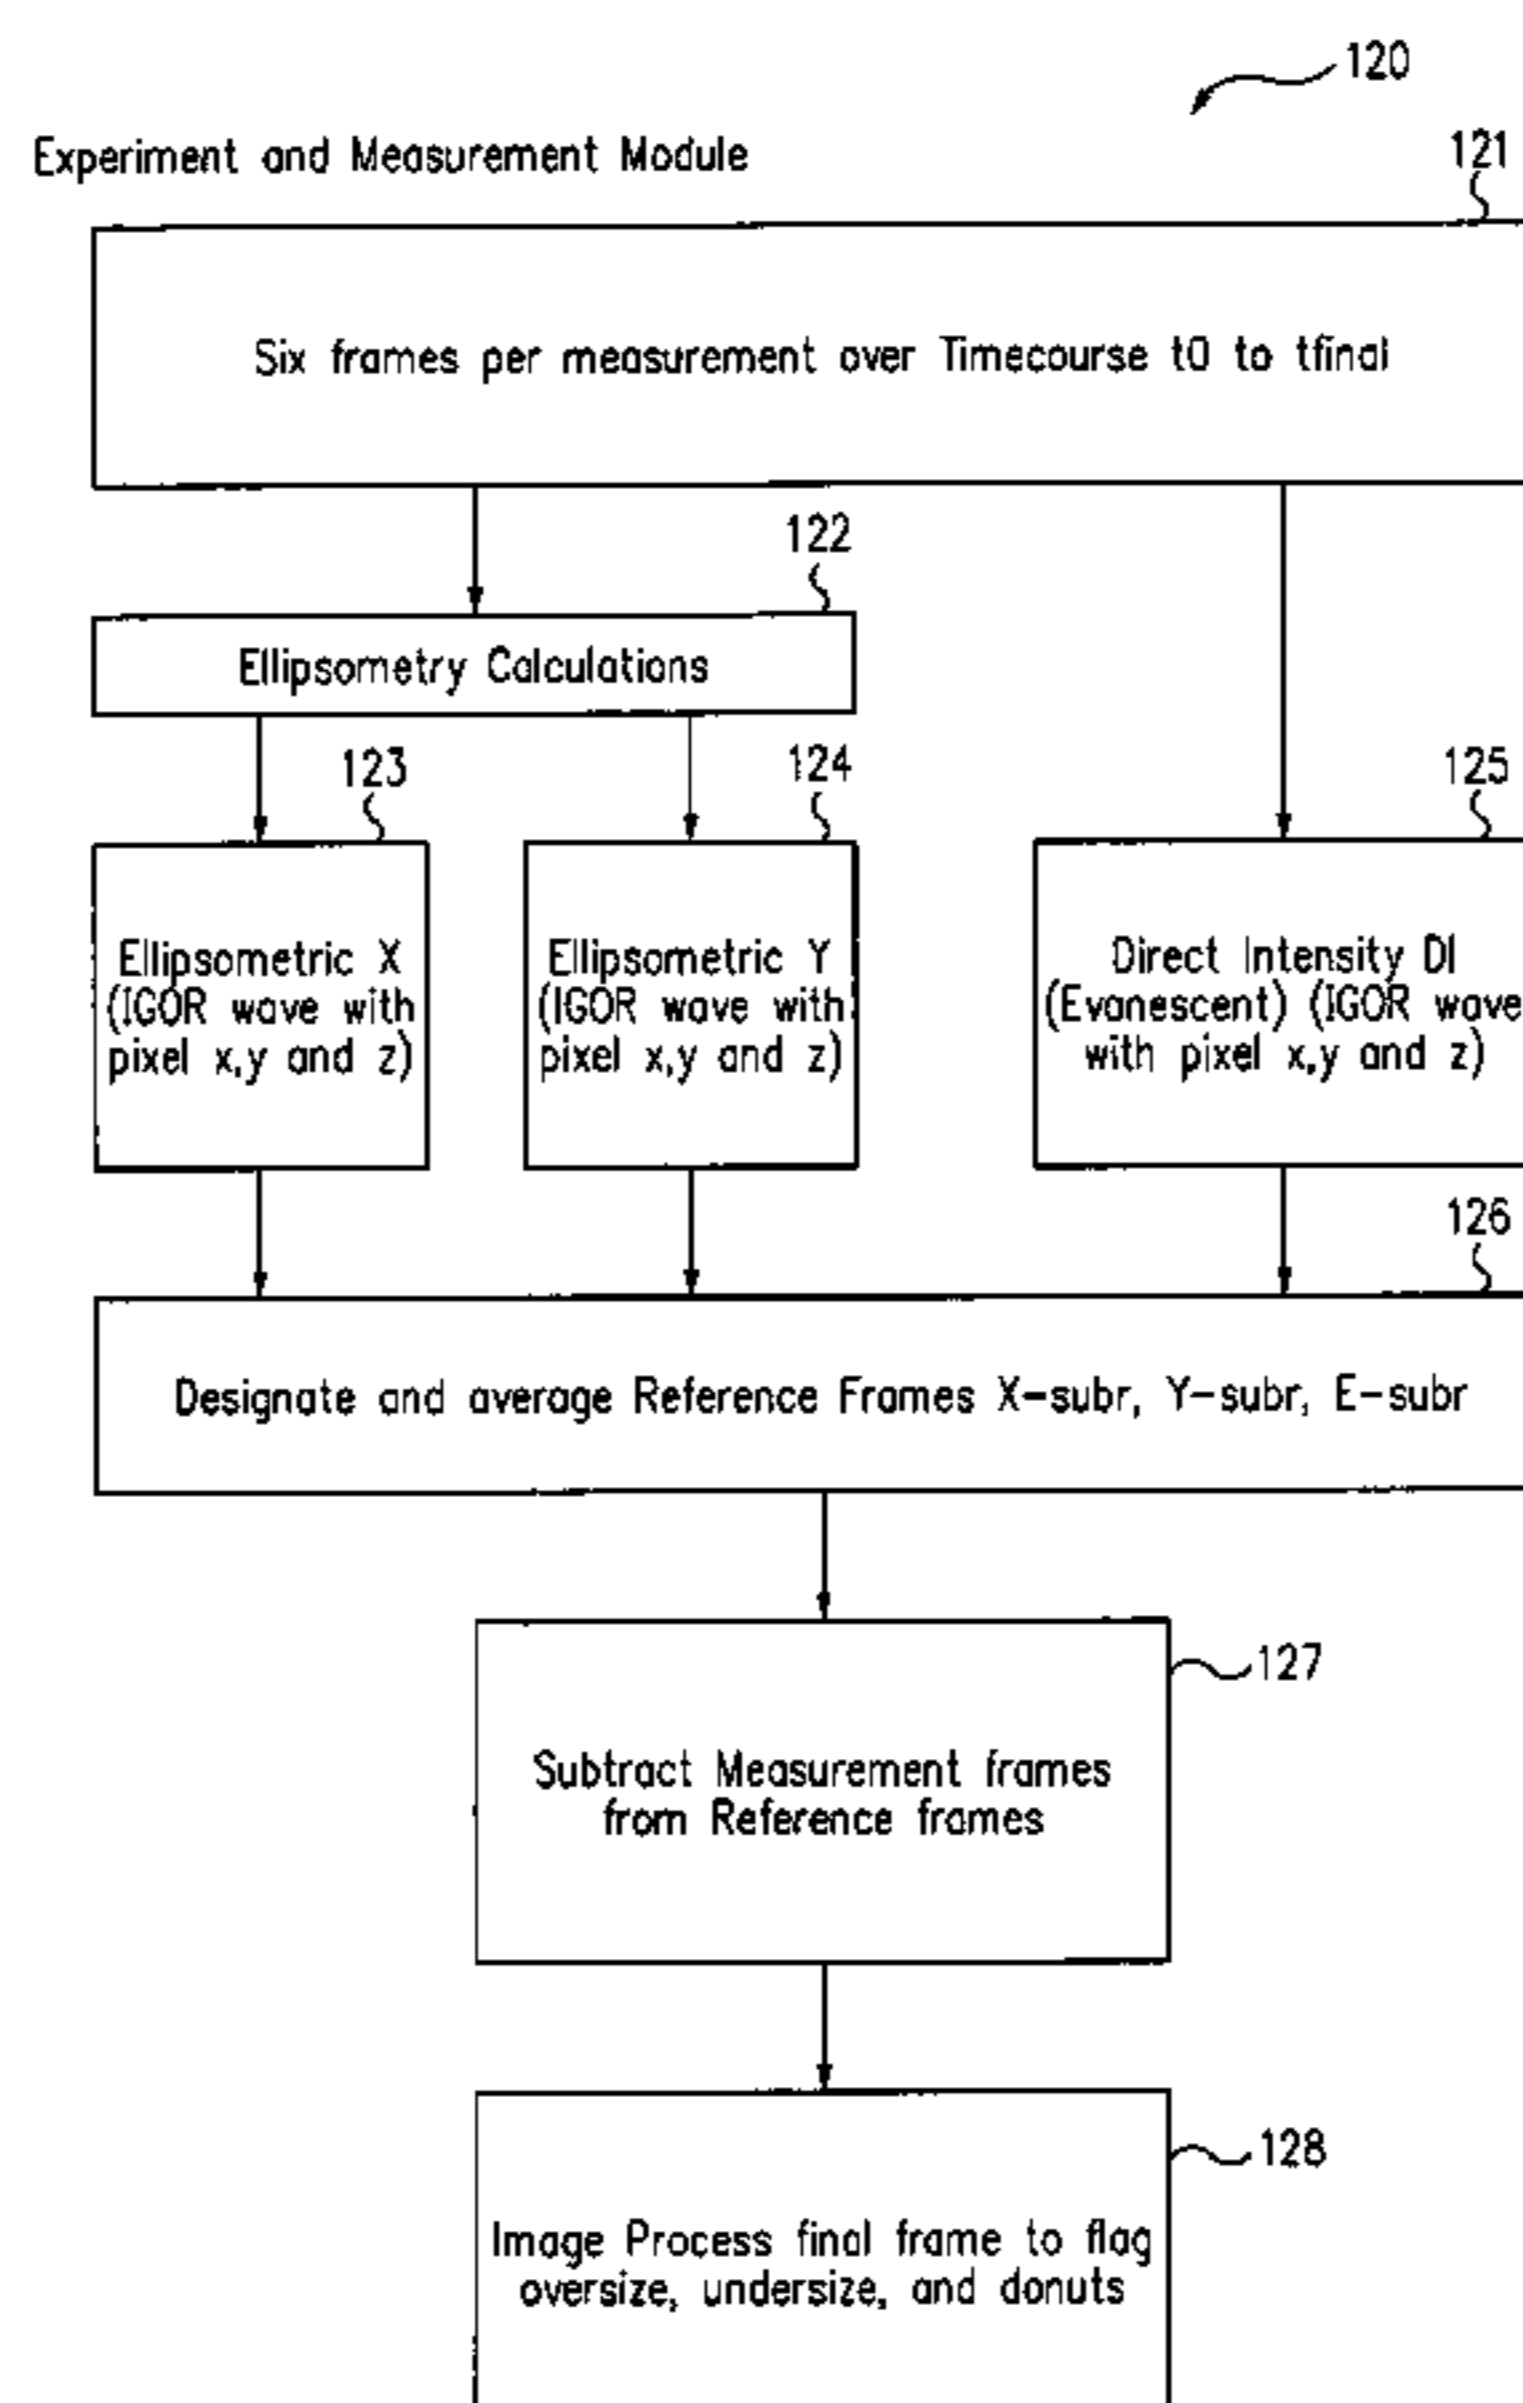 120
Experiment and Measurement Module
121
Six frames per measurement over Timecourse t0 to tfinal
122
Ellipsometry Calculations
123
124
125
Ellipsometric X
(IGOR wave with
pixel x,y and z)
Ellipsometric Y
(IGOR wave with
pixel x,y and z)
Direct Intensity DI
(Evanescent) (IGOR wave
with pixel x,y and z)
126
Designate and average Reference Frames X-subr, Y-subr, E-subr
127
Subtract Measurement frames
from Reference frames
128
Image Process final frame to flag
oversize, undersize, and donuts